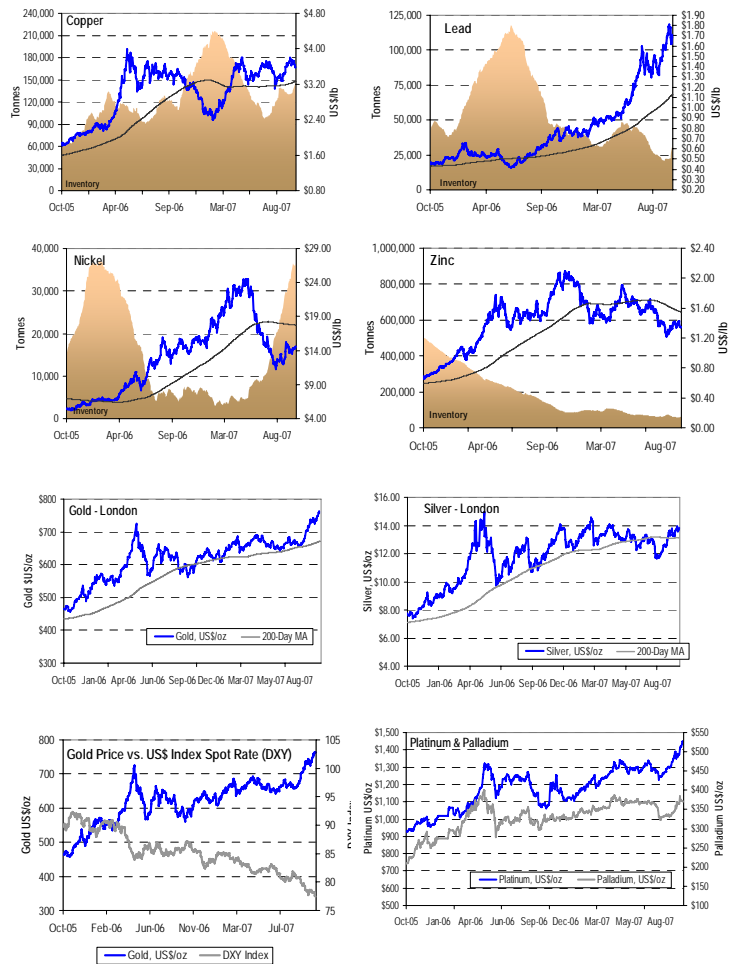 Copper
240,000
210,000
180,000
150,000
120,000
90,000
60,000
30,000
0
Tonnes
$4.80
$4.00
$3.20
$2.40
$1.60
$0.80
US$/lb
Inventory
Oct-05
Apr-06
Sep-06
Mar-07
Aug-07
Lead
125,000
100,000
75,000
50,000
25,000
0
Tonnes
$1.90
$1.80
$1.70
$1.60
$1.50
$1.40
$1.30
$1.20
$1.10
$1.00
$0.90
$0.80
$0.70
$0.60
$0.50
$0.40
$0.30
$0.20
US$/lb
Inventory
Oct-05
Apr-06
Sep-06
Mar-07
Aug-07
Nickel
40,000
30,000
20,000
10,000
0
Tonnes
$29.00
$24.00
$19.00
$14.00
$9.00
$4.00
US$/lb
Inventory
Oct-05
Apr-06
Sep-06
Mar-07
Aug-07
Zinc
1,000,000
800,000
600,000
400,000
200,000
0
Tonnes
$2.40
$2.00
$1.60
$1.20
$0.80
$0.40
$0.00
US$/lb
Inventory
Oct-05
Apr-06
Sep-06
Mar-07
Aug-07
Gold - London
$800
$700
$600
$500
$400
$300
Gold $US/oz
Gold, US$/oz 200-Day MA
Oct-05 Jan-06 Apr-06 Jun-06 Sep-06 Dec-06 Mar-07 May-07 Aug-07
Silver - London
$16.00
$14.00
$12.00
$10.00
$8.00
$6.00
$4.00
Silver, US$/oz
Silver, US$/oz 200-Day MA
Oct-05 Jan-06 Apr-06 Jun-06 Sep-06 Dec-06 Mar-07 May-07 Aug-07
Gold Price vs. US$ Index Spot Rate (DXY)
800
700
600
500
400
300
Gold US$/oz
105
103
100
95
90
85
80
75
DXY Index
Oct-05 Feb-06 Jun-06 Nov-06 Mar-07 Jul-07
Gold, US$/oz DXY Index
Platinum & Palladium
$1,500
$1,400
$1,300
$1,200
$1,100
$1,000
$900
$800
$700
$600
$500
Platinum US$/oz
$550
$500
$450
$400
$350
$300
$250
$200
$150
$100
Palladium US$/oz
Platinum, US$/oz Palladium, US$/oz
Oct-05 Jan-06 Apr-06 Jun-06 Sep-06 Dec-06 Mar-07 May-07 Aug-07